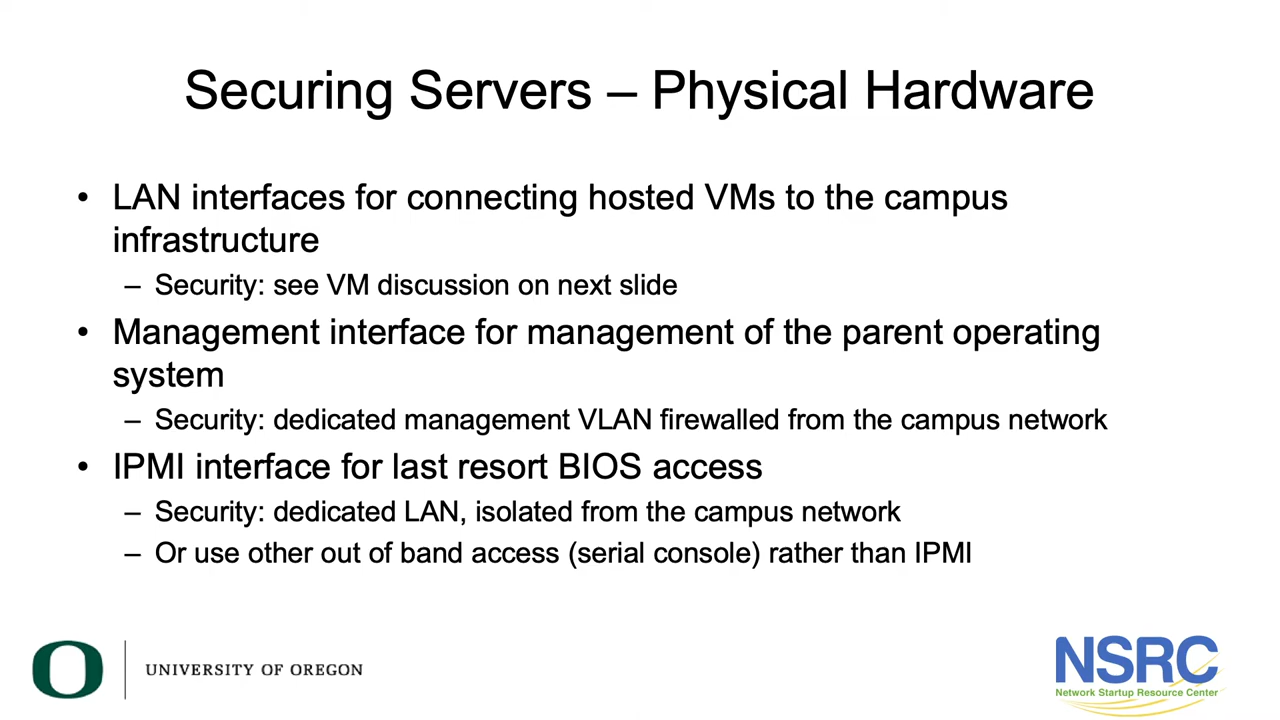 Securing Servers – Physical Hardware
• LAN interfaces for connecting hosted VMs to the campus
infrastructure
– Security: see VM discussion on next slide
• Management interface for management of the parent operating
system
– Security: dedicated management VLAN firewalled from the campus network
• IPMI interface for last resort BIOS access
– Security: dedicated LAN, isolated from the campus network
– Or use other out of band access (serial console) rather than IPMI
O
UNIVERSITY OF OREGON
NSRC
Network Startup Resource Center